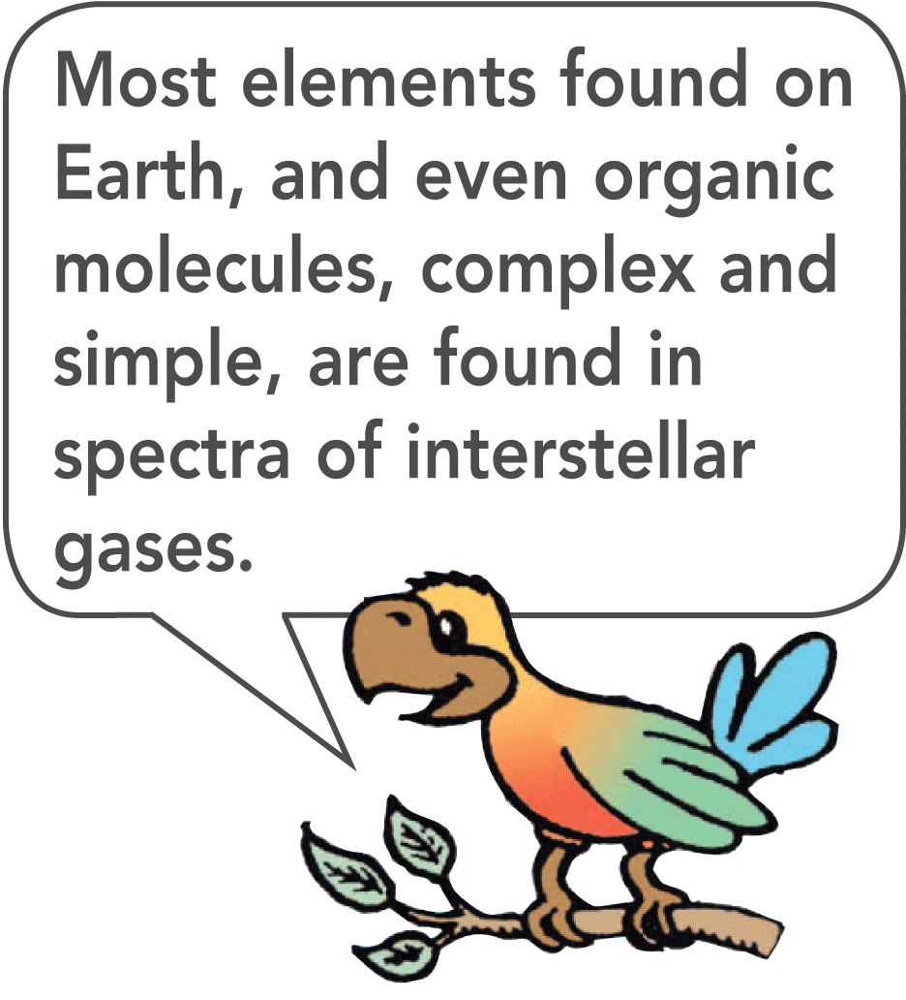 Most elements found on
Earth, and even organic
molecules, complex and
simple, are found in
spectra of interstellar
gases.